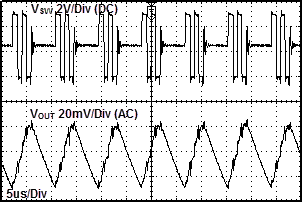 VSW 2V/Div (DC)
VOUT 20mV/Div (AC)
5us/Div